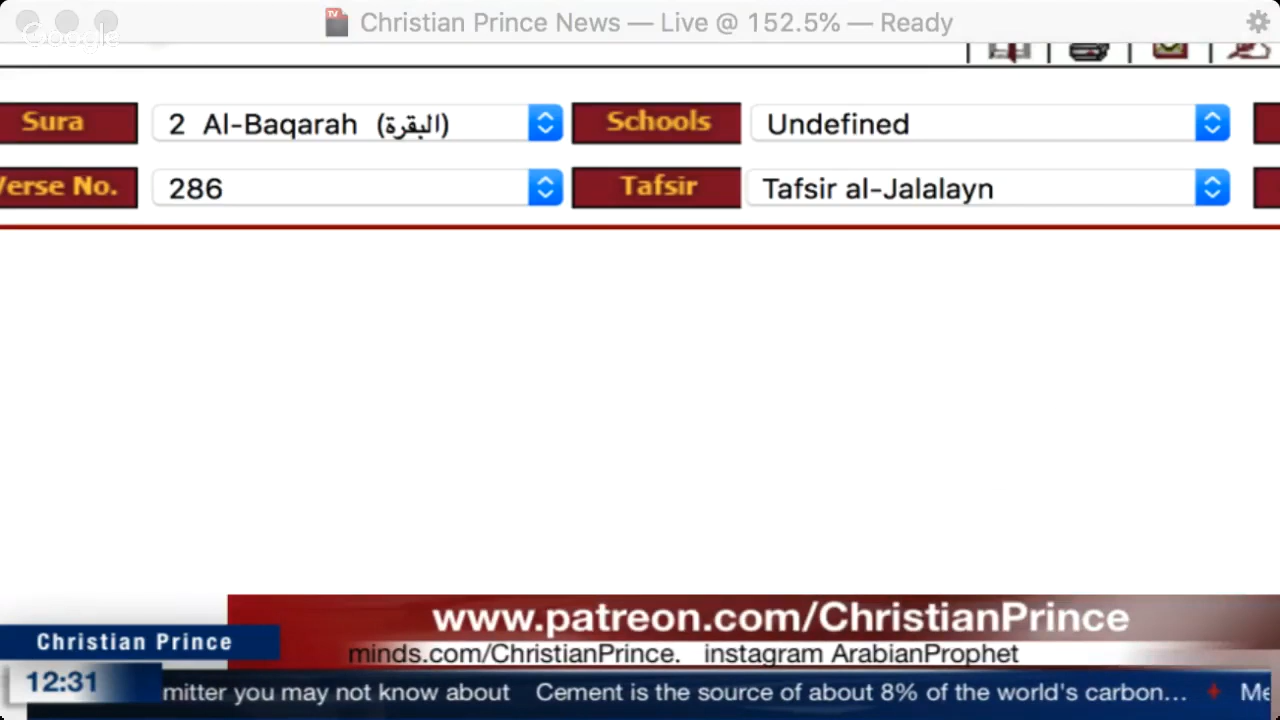 Google
Christian Prince News — Live @ 152.5% — Ready
Sura 2 Al-Baqarah (البقرة) Schools Undefined
Verse No. 286 Tafsir Tafsir al-Jalalayn
www.patreon.com/ChristianPrince
Christian Prince
minds.com/ChristianPrince. instagram ArabianProphet
12:31
mitter you may not know about Cement is the source of about 8% of the world's carbon... + Me